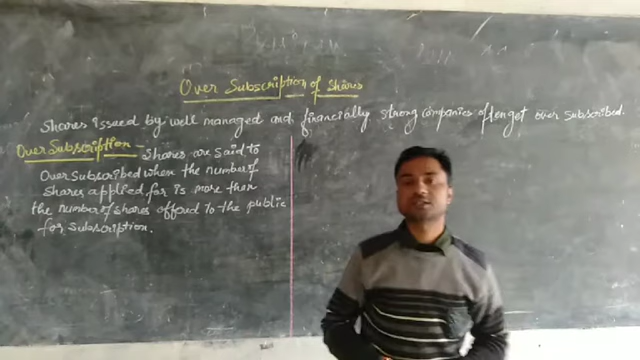 Over Subscription of Shares
Shares issued by well managed and financially strong companies often get over subscribed.
Over Subscription - Shares are said to
Over Subscribed when the number of
Shares applied for is more than
the number of shares offered to the public
for subscription.